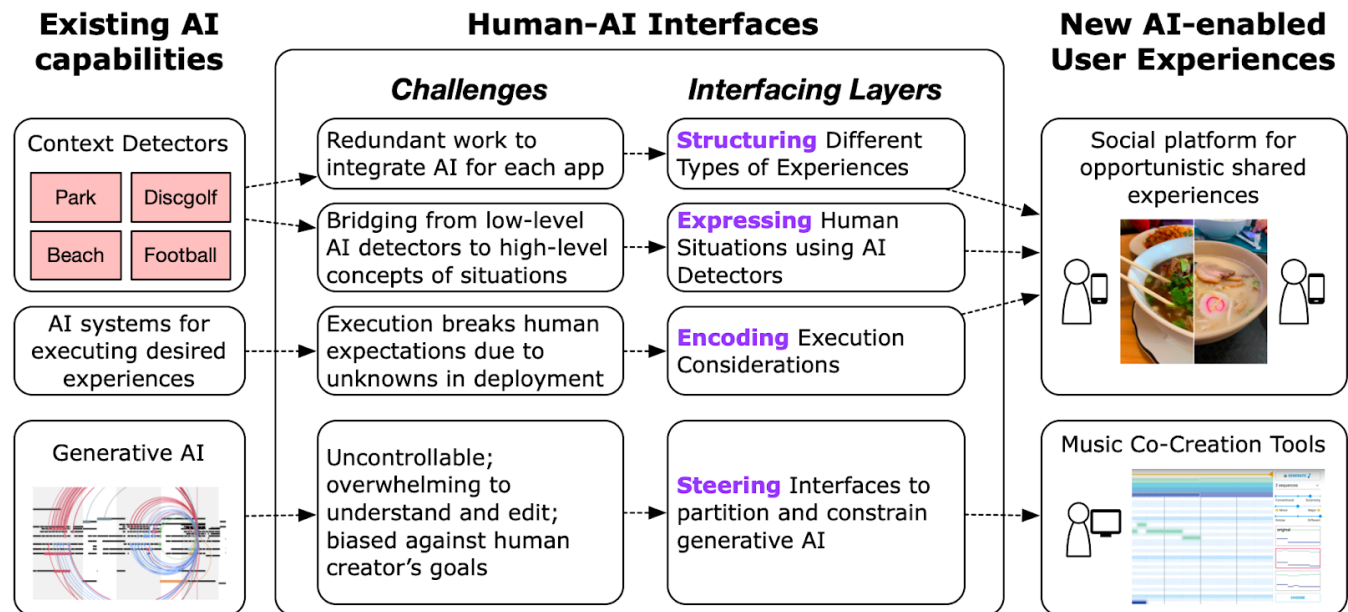 Existing AI
capabilities
Human-AI Interfaces
New AI-enabled
User Experiences
Challenges
Interfacing Layers
Context Detectors
Park
Discgolf
Beach
Football
Redundant work to
integrate AI for each app
Structuring Different
Types of Experiences
Bridging from low-level
AI detectors to high-level
concepts of situations
Expressing Human
Situations using AI
Detectors
Social platform for
opportunistic shared
experiences
AI systems for
executing desired
experiences
Execution breaks human
expectations due to
unknowns in deployment
Encoding Execution
Considerations
Generative AI
Uncontrollable;
overwhelming to
understand and edit;
biased against human
creator's goals
Steering Interfaces to
partition and constrain
generative AI
Music Co-Creation Tools